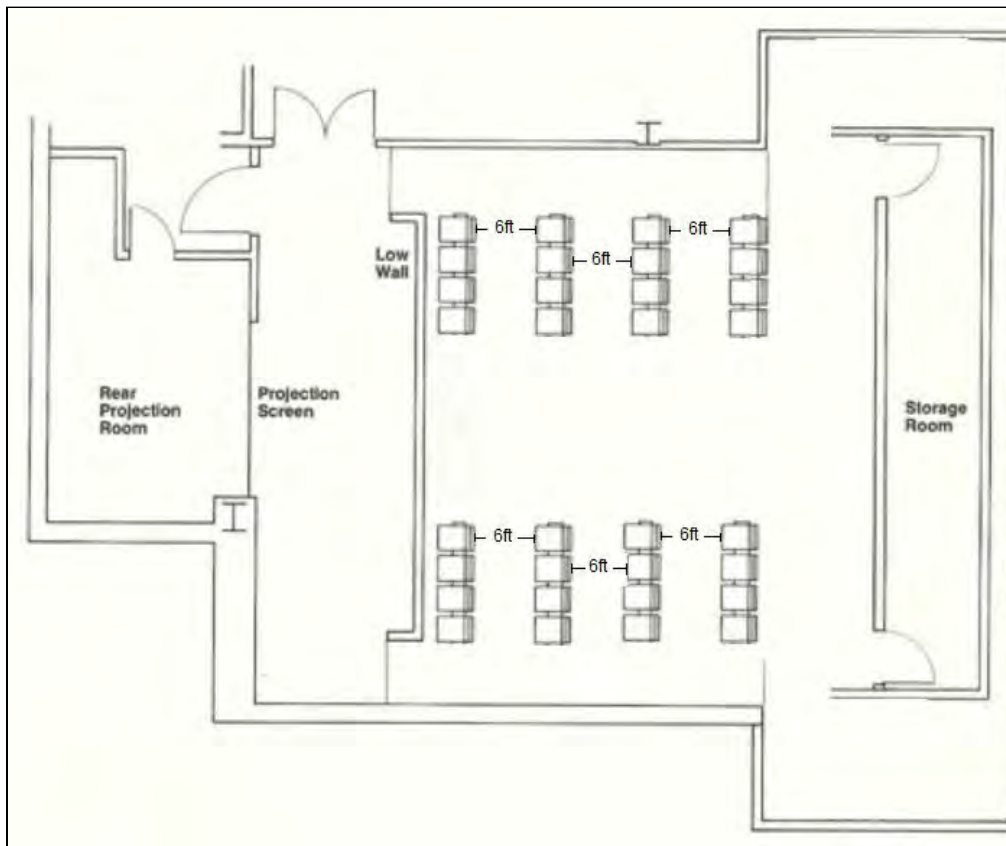 6ft
6ft
6ft
Low
Wall
Rear
Projection
Room
Projection
Screen
Storage
Room
6ft
6ft
6ft